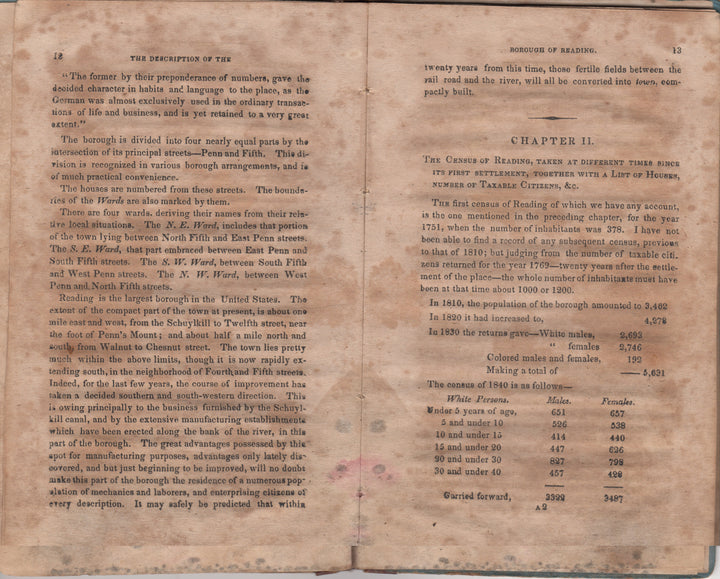 12
THE DESCRIPTION OF THE
"The former by their preponderance of numbers, gave the
decided character in habits and language to the place, as the
German was almost exclusively used in the ordinary transac-
tions of life and business, and is yet retained to a very great
extent."
The borough is divided into four nearly equal parts by the
intersection of its principal streets—Penn and Fifth. This di-
vision is recognized in various borough arrangements, and is
of much practical convenience.
The houses are numbered from these streets. The bounda-
ries of the Wards are also marked by them.
There are four wards. deriving their names from their rela-
tive local situations. The N. E. Ward, includes that portion
of the town lying between North Fifth and East Penn streets.
The S. E. Ward, that part embraced between East Penn and
South Fifth streets. The S. W. Ward, between South Fifth
and West Penn streets. The N. W. Ward, between West
Penn and North Fifth streets.
Reading is the largest borough in the United States. The
extent of the compact part of the town at present, is about one
mile east and west, from the Schuylkill to Twelfth street, near
the foot of Penn's Mount; and about half a mile north and
south, from Walnut to Chesnut street. The town lies pretty
much within the above limits, though it is now rapidly ex-
tending south, in the neighborhood of Fourth and Fifth streets.
Indeed, for the last few years, the course of improvement has
taken a decided southern and south-western direction. This
is owing principally to the business furnished by the Schuyl-
kill canal, and by the extensive manufacturing establishments
which have been erected along the bank of the river, in this
part of the borough. The great advantages possessed by this
spot for manufacturing purposes, advantages only lately dis-
covered, and but just beginning to be improved, will no doubt
make this part of the borough the residence of a numerous pop-
ulation of mechanics and laborers, and enterprising citizens of
every description. It may safely be predicted that within
BOROUGH OF READING.
13
twenty years from this time, those fertile fields between the
rail road and the river, will all be converted into town, com-
pactly built.
CHAPTER II.
THE CENSUS OF READING, TAKEN AT DIFFERENT TIMES SINCE
ITS FIRST SETTLEMENT, TOGETHER WITH A LIST OF HOUSES,
NUMBER OF TAXABLE CITIZENS, &c.
THE first census of Reading of which we have any account,
is the one mentioned in the preceding chapter, for the year
1751, when the number of inhabitants was 378. I have not
been able to find a record of any subsequent census, previous
to that of 1810; but judging from the number of taxable citi-
zens returned for the year 1769—twenty years after the settle-
ment of the place—the whole number of inhabitants must have
been at that time about 1000 or 1200.
In 1810, the population of the borough amounted to 3,462
In 1820 it had increased to, 4,278
In 1830 the returns gave—White males, 2,693
" females 2,746
Colored males and females, 192
Making a total of —— 5,631
The census of 1840 is as follows—
White Persons. Males. Females.
Under 5 years of age, 651 657
5 and under 10 526 538
10 and under 15 414 440
15 and under 20 447 626
20 and under 30 827 798
30 and under 40 457 428
Carried forward, 3322 3487
A2